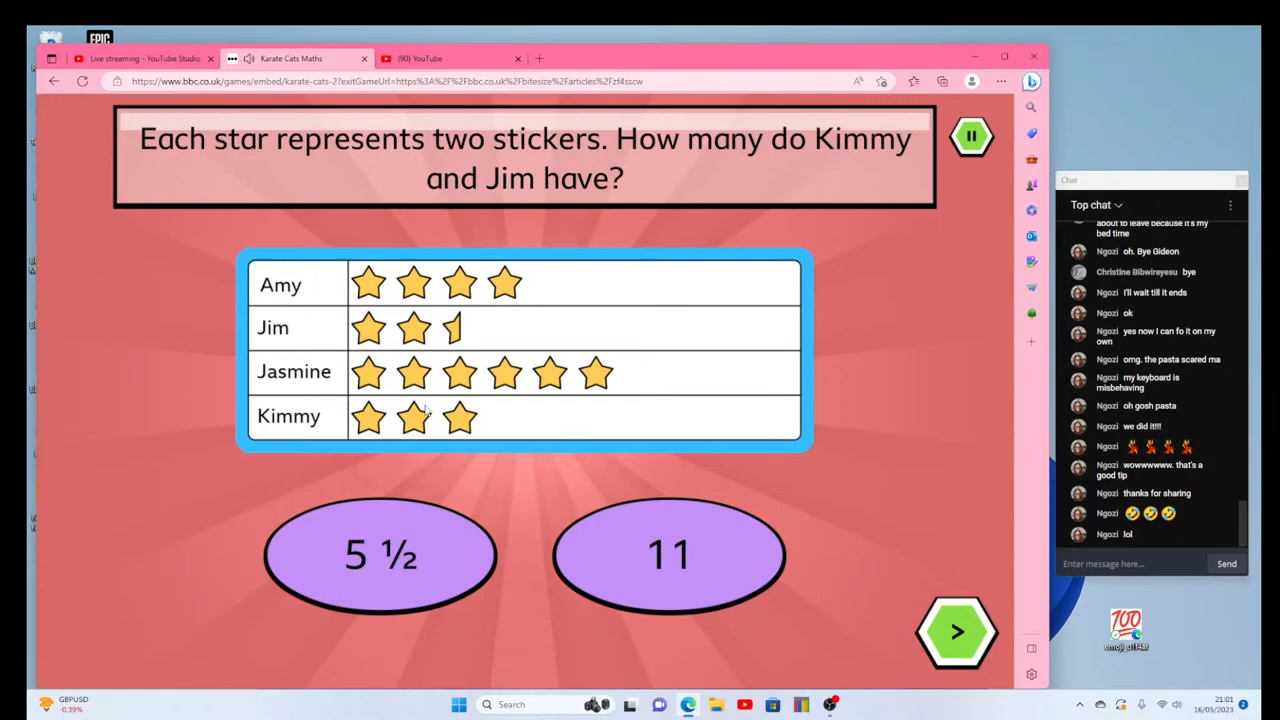 EPIC
Live streaming - YouTube Studio
Karate Cats Maths
(90) YouTube
https://www.bbc.co.uk/games/embed/karate-cats-2?exitGameUrl=https%3A%2F%2Fbbc.co.uk%2Fbitesize%2Farticles%2Fzf4sscw
Each star represents two stickers. How many do Kimmy
and Jim have?
Amy
Jim
Jasmine
Kimmy
5 ½
11
>
Chat
Top chat
about to leave because it's my
bed time
Ngozi oh. Bye Gideon
Christine Bibwireyesu bye
Ngozi I'll wait till it ends
Ngozi ok
Ngozi yes now I can fo it on my
own
Ngozi omg. the pasta scared ma
Ngozi my keyboard is
misbehaving
Ngozi oh gosh pasta
Ngozi we did it!!!
Ngozi 💃 💃 💃 💃
Ngozi wowwwwww. that's a
good tip
Ngozi thanks for sharing
Ngozi 🤣 🤣 🤣
Ngozi lol
Enter message here...
Send
100
emoji_u1f4af
GBPUSD
-0.39%
Search
21:01
16/05/2023
2